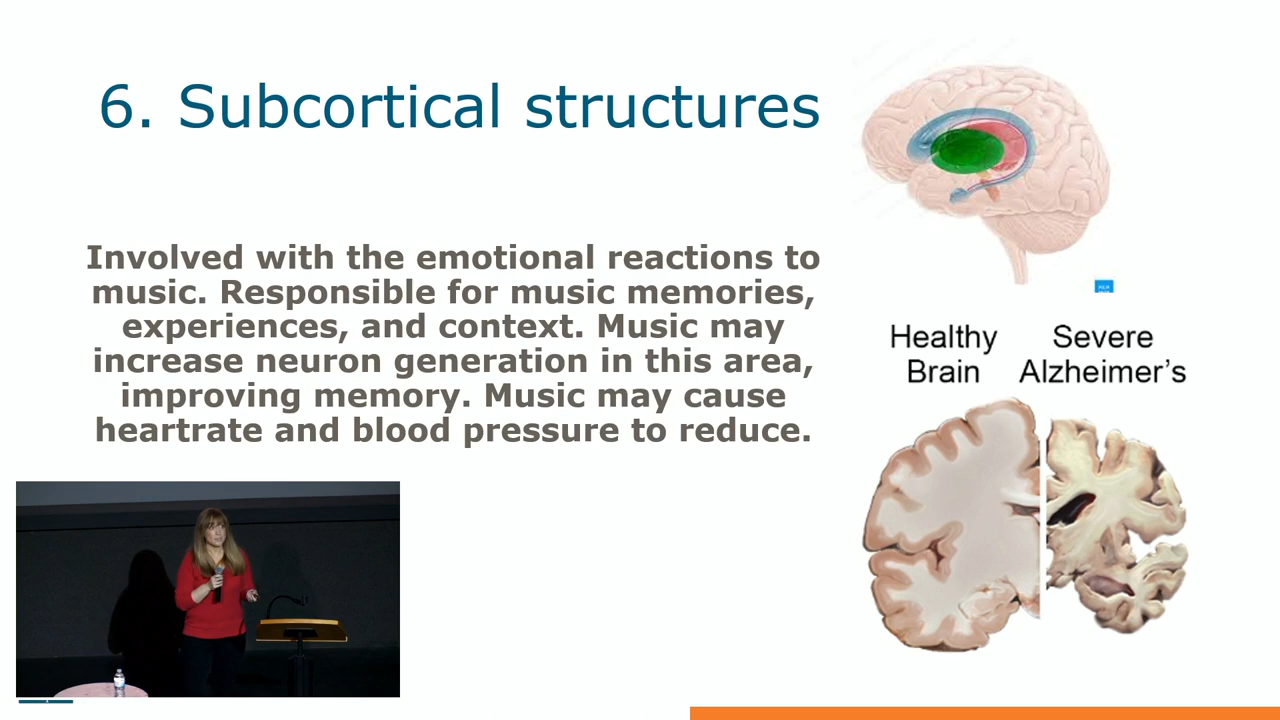 6. Subcortical structures
Involved with the emotional reactions to
music. Responsible for music memories,
experiences, and context. Music may
increase neuron generation in this area,
improving memory. Music may cause
heartrate and blood pressure to reduce.
Healthy
Brain
Severe
Alzheimer's